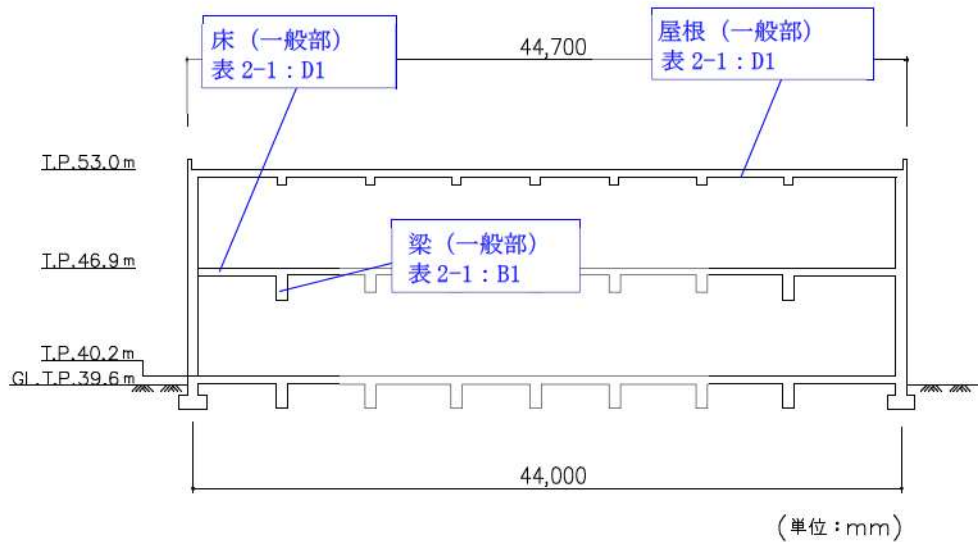 床（一般部）
表 2-1：D1
44,700
屋根（一般部）
表 2-1：D1
T.P.53.0m
梁（一般部）
表 2-1：B1
T.P.46.9m
T.P.40.2m
GL.T.P.39.6m
44,000
(単位：mm)